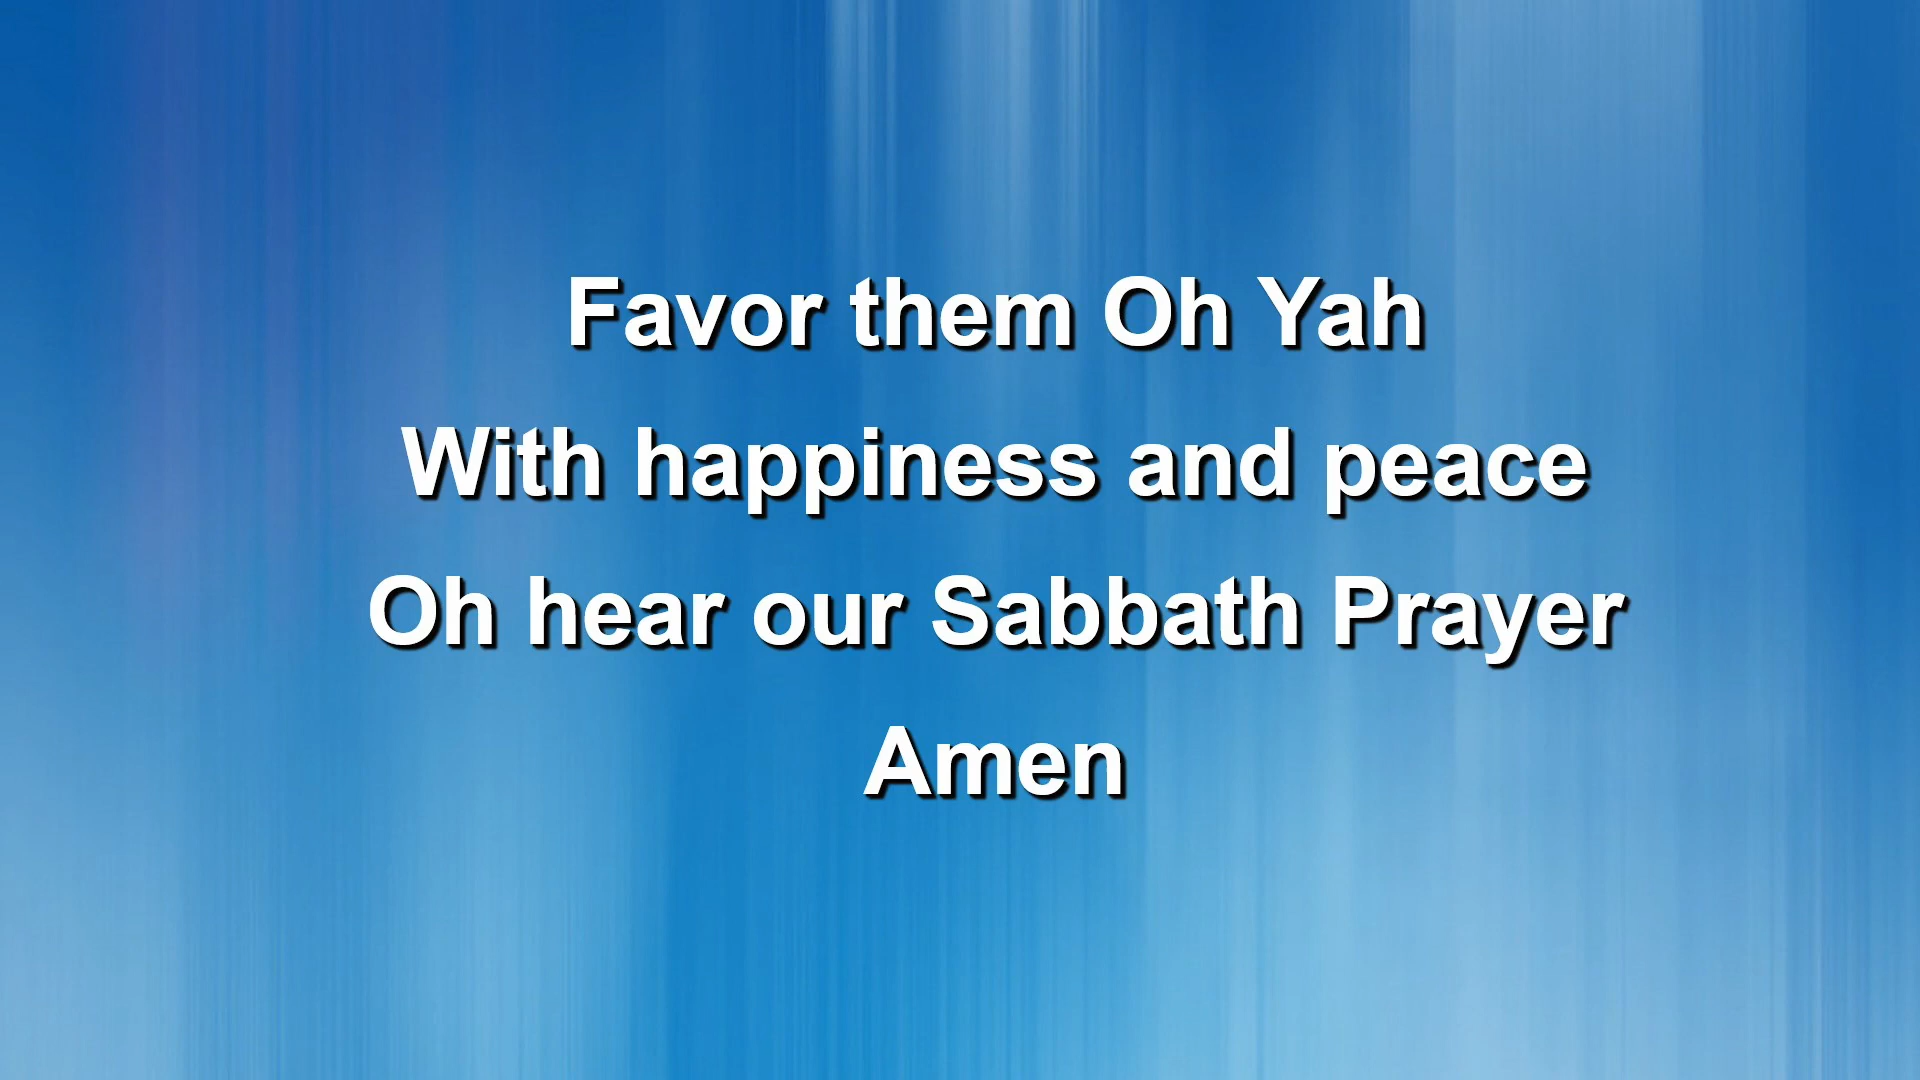 Favor them Oh Yah
With happiness and peace
Oh hear our Sabbath Prayer
Amen